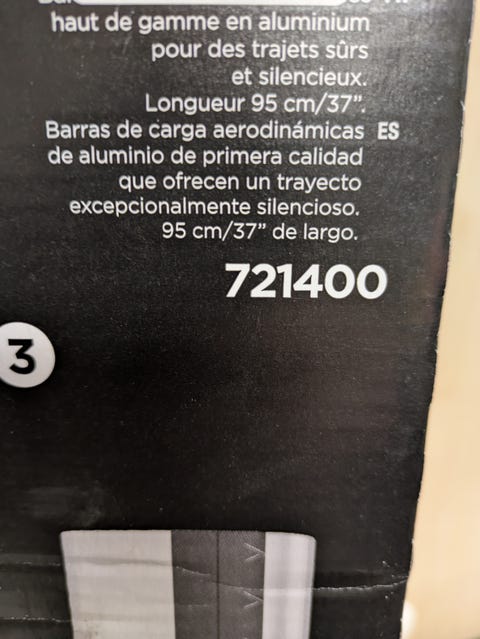 haut de gamme en aluminium
pour des trajets sûrs
et silencieux.
Longueur 95 cm/37".
Barras de carga aerodinámicas ES
de aluminio de primera calidad
que ofrecen un trayecto
excepcionalmente silencioso.
95 cm/37" de largo.
721400
3